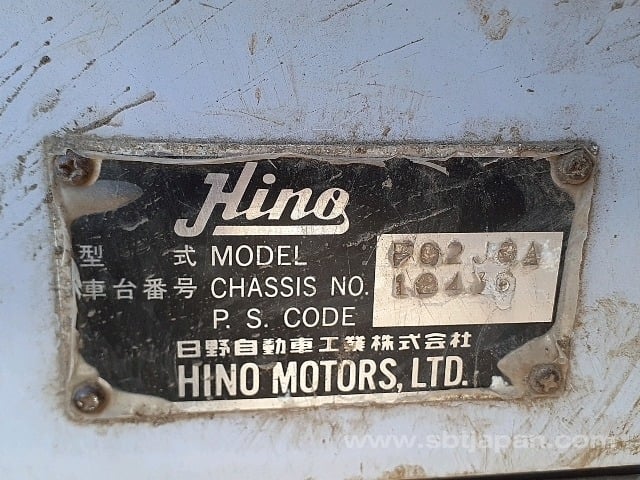 Hino
型 式 MODEL
車台番号 CHASSIS NO.
P. S. CODE
日野自動車工業株式会社
HINO MOTORS, LTD.
www.sbtjapan.com